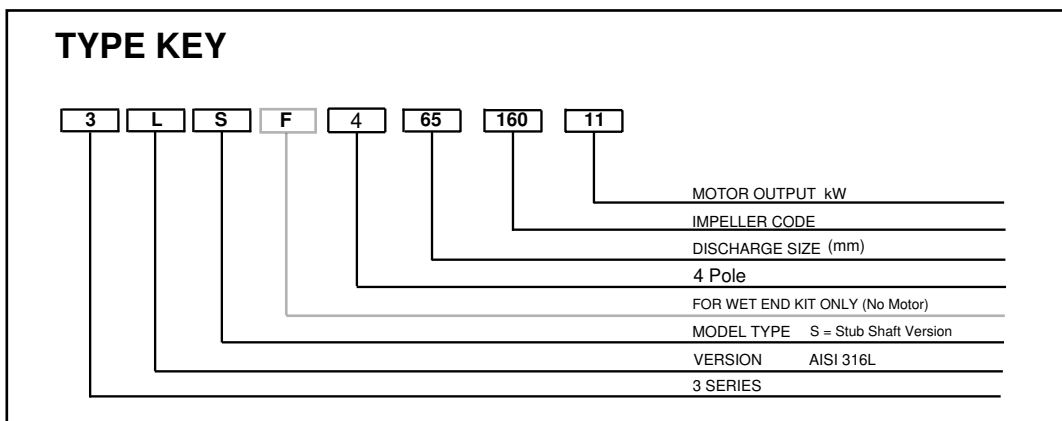 TYPE KEY
3 L S F 4 65 160 11
MOTOR OUTPUT kW
IMPELLER CODE
DISCHARGE SIZE (mm)
4 Pole
FOR WET END KIT ONLY (No Motor)
MODEL TYPE S = Stub Shaft Version
VERSION AISI 316L
3 SERIES